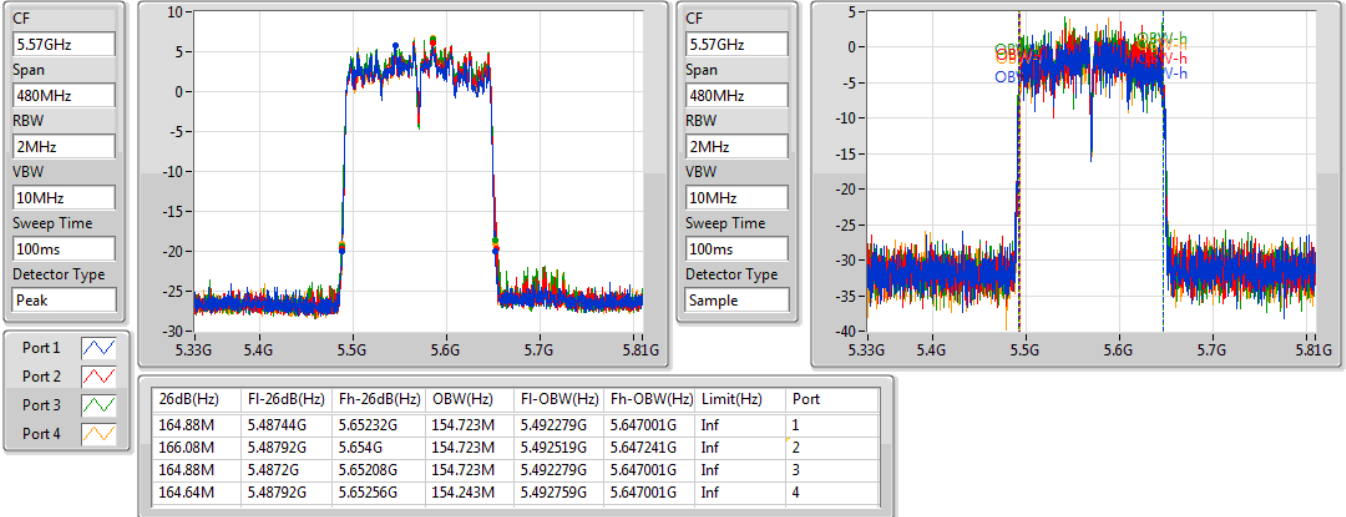 CF
5.57GHz
Span
480MHz
RBW
2MHz
VBW
10MHz
Sweep Time
100ms
Detector Type
Peak
10
5
0
-5
-10
-15
-20
-25
-30
5.33G 5.4G 5.5G 5.6G 5.7G 5.81G
CF
5.57GHz
Span
480MHz
RBW
2MHz
VBW
10MHz
Sweep Time
100ms
Detector Type
Sample
5
0
-5
-10
-15
-20
-25
-30
-35
-40
5.33G 5.4G 5.5G 5.6G 5.7G 5.81G
Port 1
Port 2
Port 3
Port 4
26dB(Hz) Fl-26dB(Hz) Fh-26dB(Hz) OBW(Hz) Fl-OBW(Hz) Fh-OBW(Hz) Limit(Hz) Port
164.88M 5.48744G 5.65232G 154.723M 5.492279G 5.647001G Inf 1
166.08M 5.48792G 5.654G 154.723M 5.492519G 5.647241G Inf 2
164.88M 5.4872G 5.65208G 154.723M 5.492279G 5.647001G Inf 3
164.64M 5.48792G 5.65256G 154.243M 5.492759G 5.647001G Inf 4